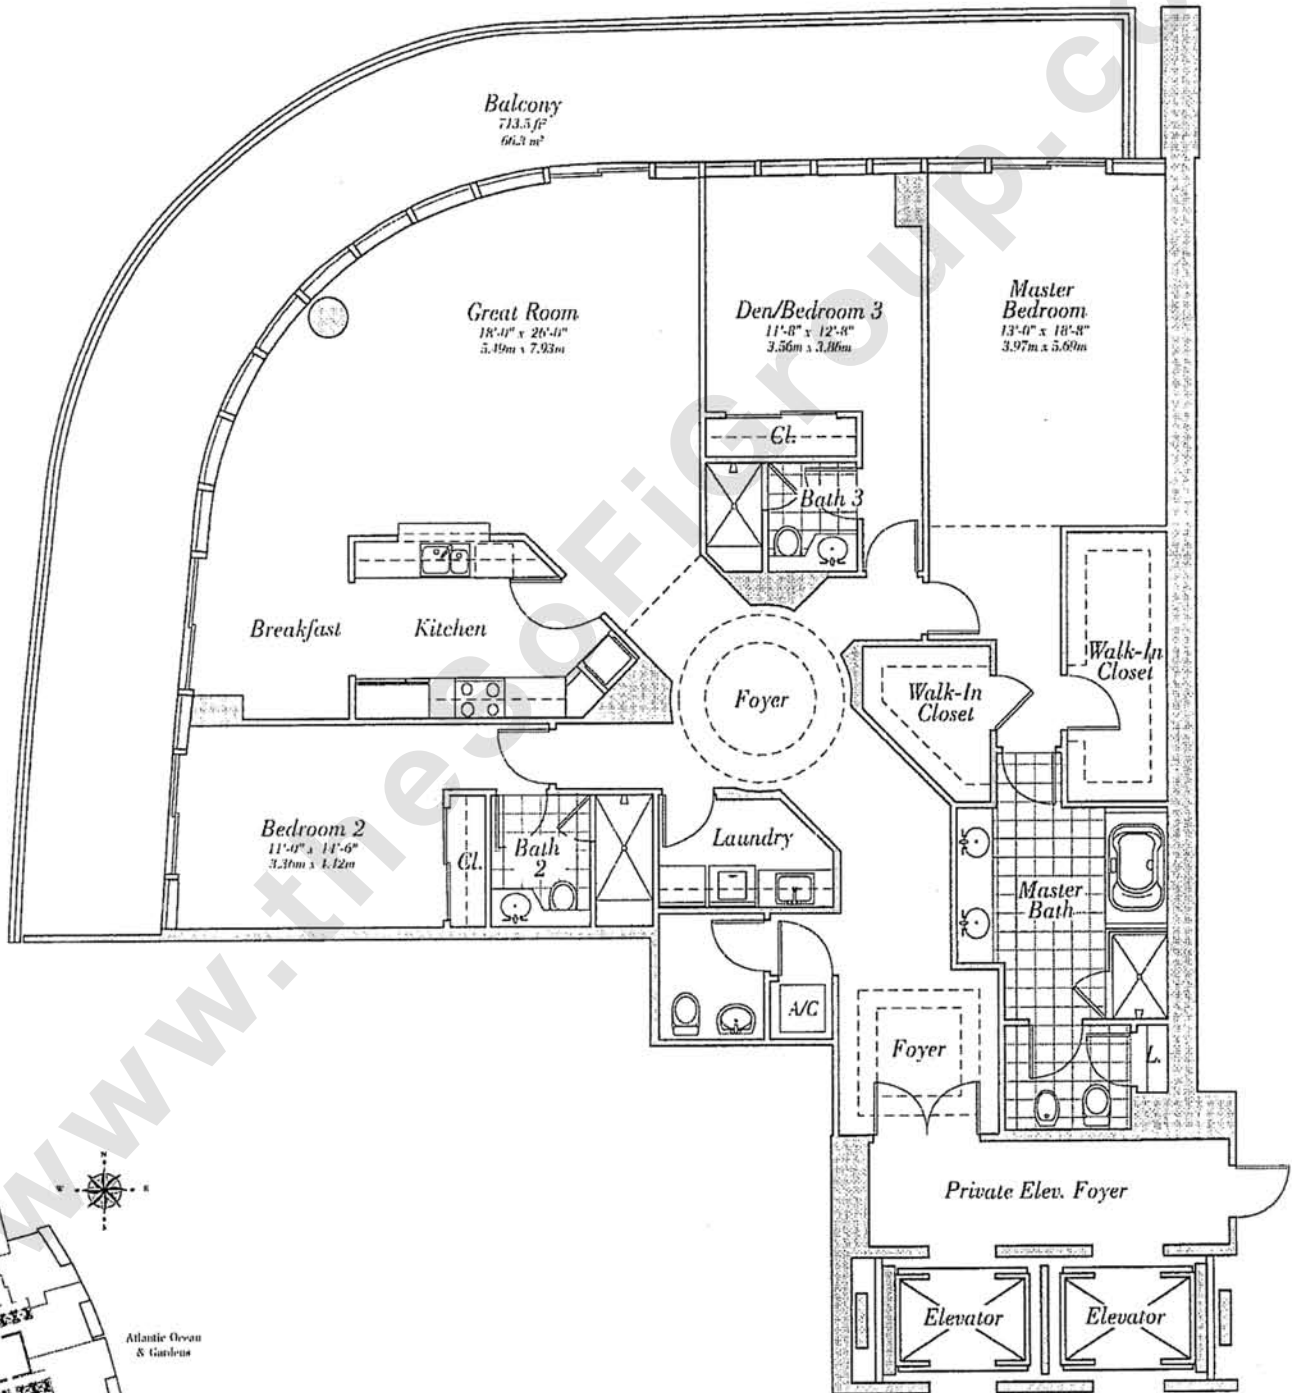 Balcony
713.5 ft²
66.3 m²
Great Room
18'-0" x 26'-0"
5.49m x 7.93m
Den/Bedroom 3
11'-8" x 12'-8"
3.56m x 3.86m
Master
Bedroom
13'-0" x 18'-8"
3.97m x 5.69m
Cl.
Bath 3
Breakfast
Kitchen
Foyer
Walk-In
Closet
Walk-In
Closet
Bedroom 2
11'-0" x 14'-6"
Cl.
Bath
2
Laundry
Master
Bath
A/C
Foyer
L.
Private Elev. Foyer
Elevator
Elevator
N
W
E
Atlantic Ocean
& Gardens
www.theSoFiGroup.co